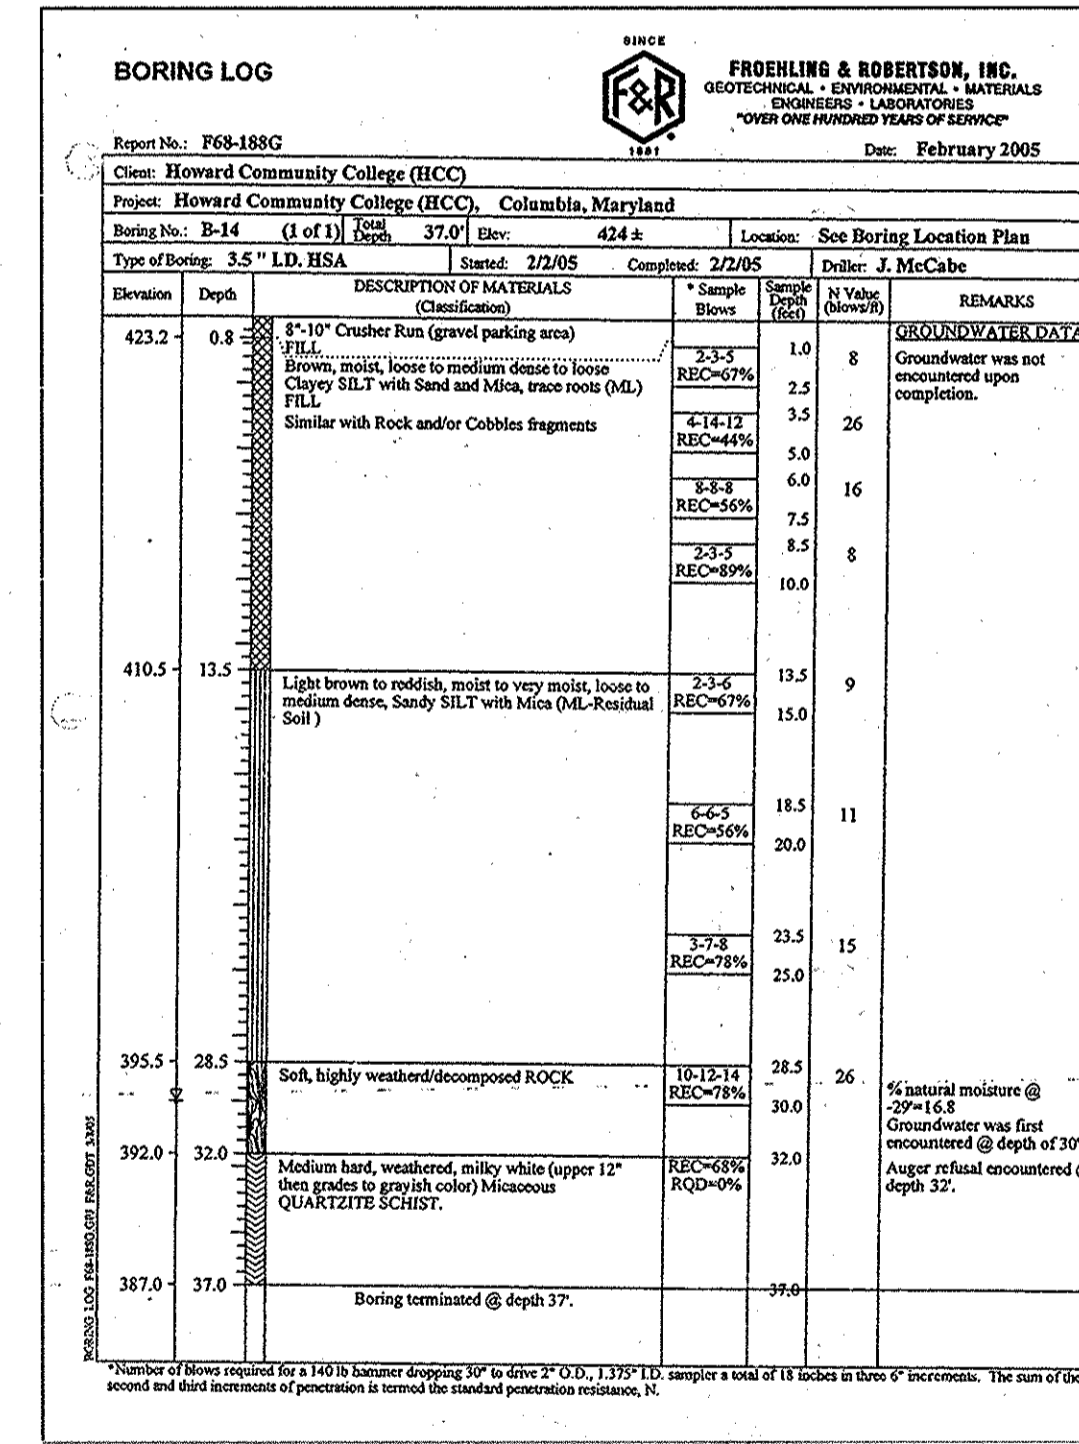 BORING LOG
SINCE
F&R
1881
FROEHLING & ROBERTSON, INC.
GEOTECHNICAL • ENVIRONMENTAL • MATERIALS
ENGINEERS • LABORATORIES
"OVER ONE HUNDRED YEARS OF SERVICE"
Report No.: F68-188G
Date: February 2005
Client: Howard Community College (HCC)
Project: Howard Community College (HCC), Columbia, Maryland
Boring No.: B-14 (1 of 1) Total Depth 37.0' Elev: 424 ± Location: See Boring Location Plan
Type of Boring: 3.5 " I.D. HSA Started: 2/2/05 Completed: 2/2/05 Driller: J. McCabe
Elevation Depth DESCRIPTION OF MATERIALS (Classification) * Sample Blows Sample Depth (feet) N Value (blows/ft) REMARKS
423.2 0.8 8"-10" Crusher Run (gravel parking area) GROUNDWATER DATA
FILL 1.0
Brown, moist, loose to medium dense to loose 2-3-5 8 Groundwater was not
Clayey SILT with Sand and Mica, trace roots (ML) REC=67% 2.5 encountered upon
FILL completion.
3.5
Similar with Rock and/or Cobbles fragments 4-14-12 26
REC=44%
5.0
6.0
8-8-8 16
REC=56%
7.5
8.5
2-3-5 8
REC=89%
10.0
410.5 13.5 13.5
Light brown to reddish, moist to very moist, loose to 2-3-6 9
medium dense, Sandy SILT with Mica (ML-Residual REC=67%
Soil ) 15.0
18.5
6-6-5 11
REC=56%
20.0
23.5
3-7-8 15
REC=78%
25.0
395.5 28.5 28.5
Soft, highly weatherd/decomposed ROCK 10-12-14 26
REC=78% % natural moisture @
30.0 -29'=16.8
Groundwater was first
encountered @ depth of 30'
392.0 32.0 32.0
Medium hard, weathered, milky white (upper 12" REC=68% Auger refusal encountered
then grades to grayish color) Micaceous RQD=0% depth 32'.
QUARTZITE SCHIST.
387.0 37.0 37.0
Boring terminated @ depth 37'.
*Number of blows required for a 140 lb hammer dropping 30" to drive 2" O.D., 1.375" I.D. sampler a total of 18 inches in three 6" increments. The sum of the
second and third increments of penetration is termed the standard penetration resistance, N.